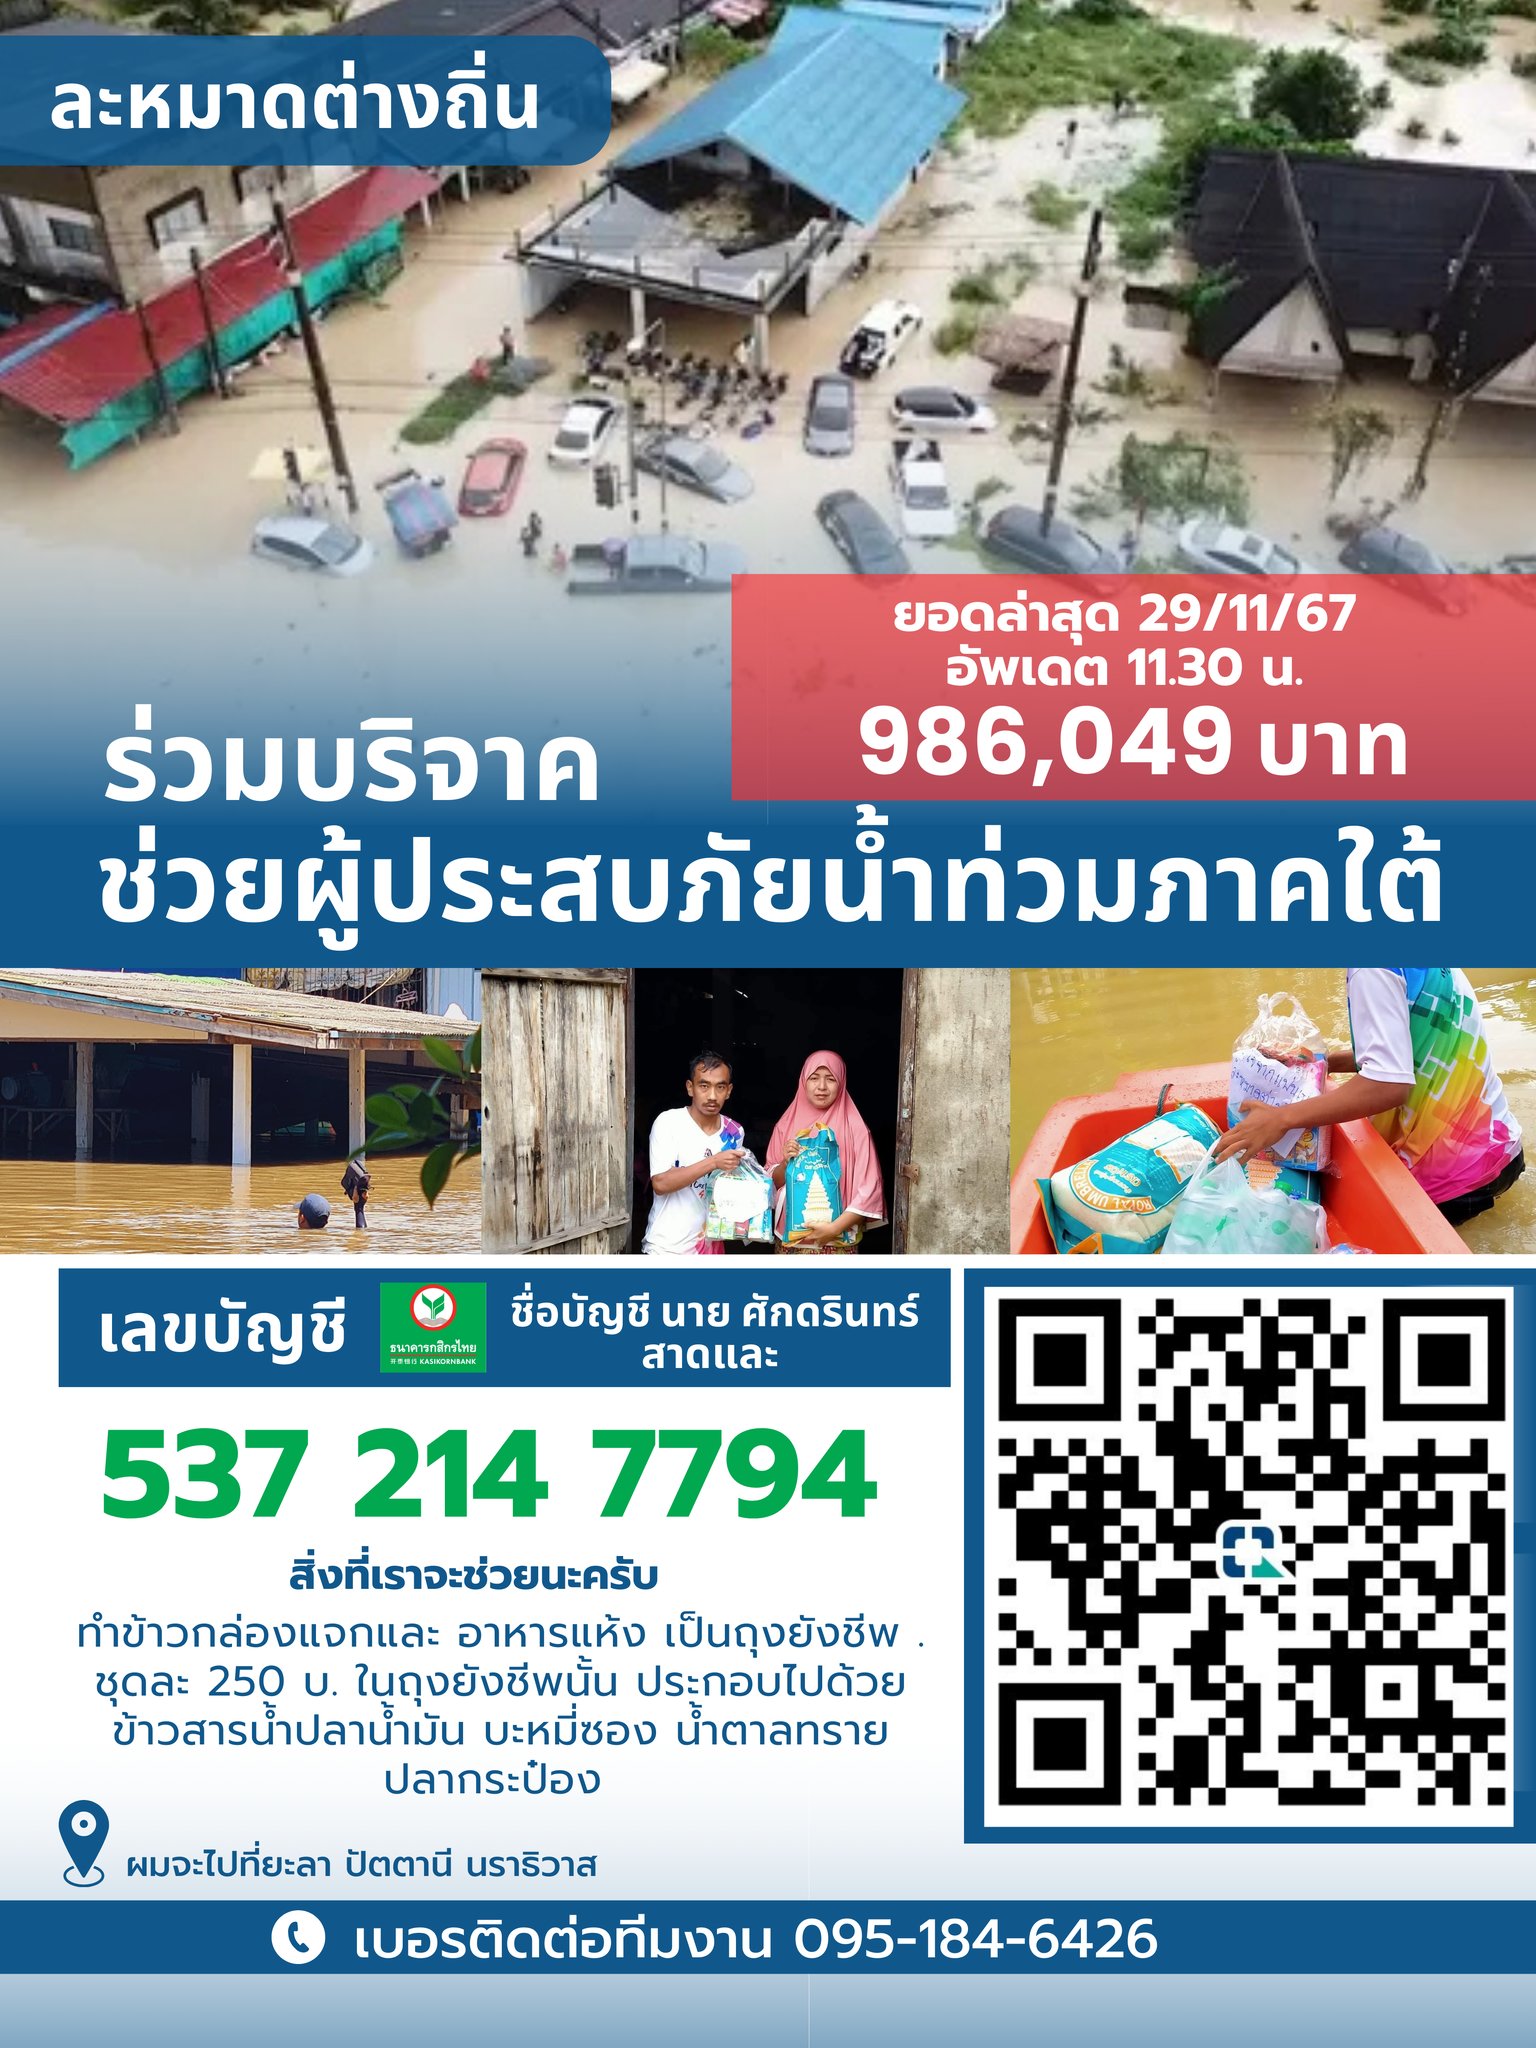 ละหมาดต่างถิ่น
ยอดล่าสุด 29/11/67
อัพเดต 11.30 น.
986,049 บาท
ร่วมบริจาค
ช่วยผู้ประสบภัยน้ำท่วมภาคใต้
ROYAL UMBRELLA
เลขบัญชี
ธนาคารกสิกรไทย
开泰银行 KASIKORNBANK
ชื่อบัญชี นาย ศักดรินทร์
สาดและ
537 214 7794
สิ่งที่เราจะช่วยนะครับ
ทำข้าวกล่องแจกและ อาหารแห้ง เป็นถุงยังชีพ .
ชุดละ 250 บ. ในถุงยังชีพนั้น ประกอบไปด้วย
ข้าวสารน้ำปลาน้ำมัน บะหมี่ซอง น้ำตาลทราย
ปลากระป๋อง
ผมจะไปที่ยะลา ปัตตานี นราธิวาส
เบอรติดต่อทีมงาน 095-184-6426